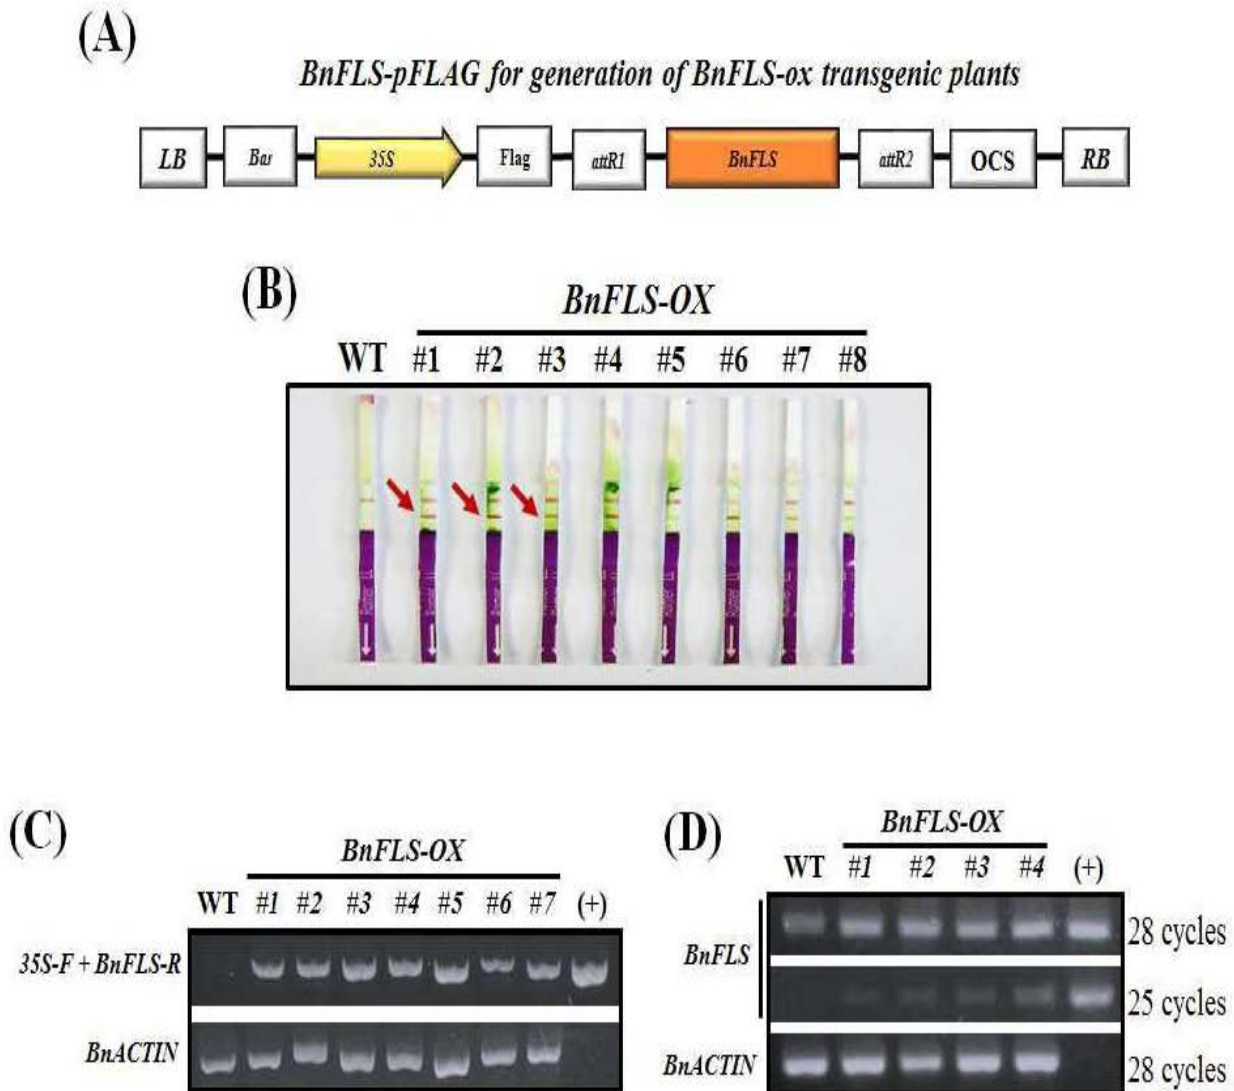 (A)
BnFLS-pFLAG for generation of BnFLS-ox transgenic plants
LB Bar 35S Flag attR1 BnFLS attR2 OCS RB
(B)
BnFLS-OX
WT #1 #2 #3 #4 #5 #6 #7 #8
(C)
BnFLS-OX
WT #1 #2 #3 #4 #5 #6 #7 (+)
35S-F + BnFLS-R
BnACTIN
(D)
BnFLS-OX
WT #1 #2 #3 #4 (+)
BnFLS
28 cycles
25 cycles
BnACTIN
28 cycles